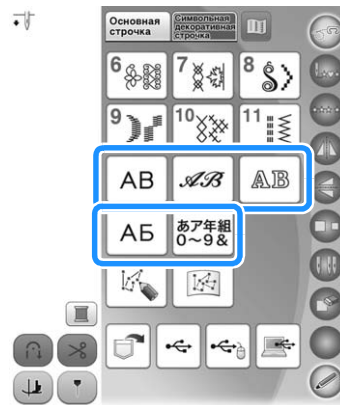 Основная строчка
Символьная декоративная строчка
6 7 8
9 10 11
AB AB AB
АБ あア年組 0〜9&